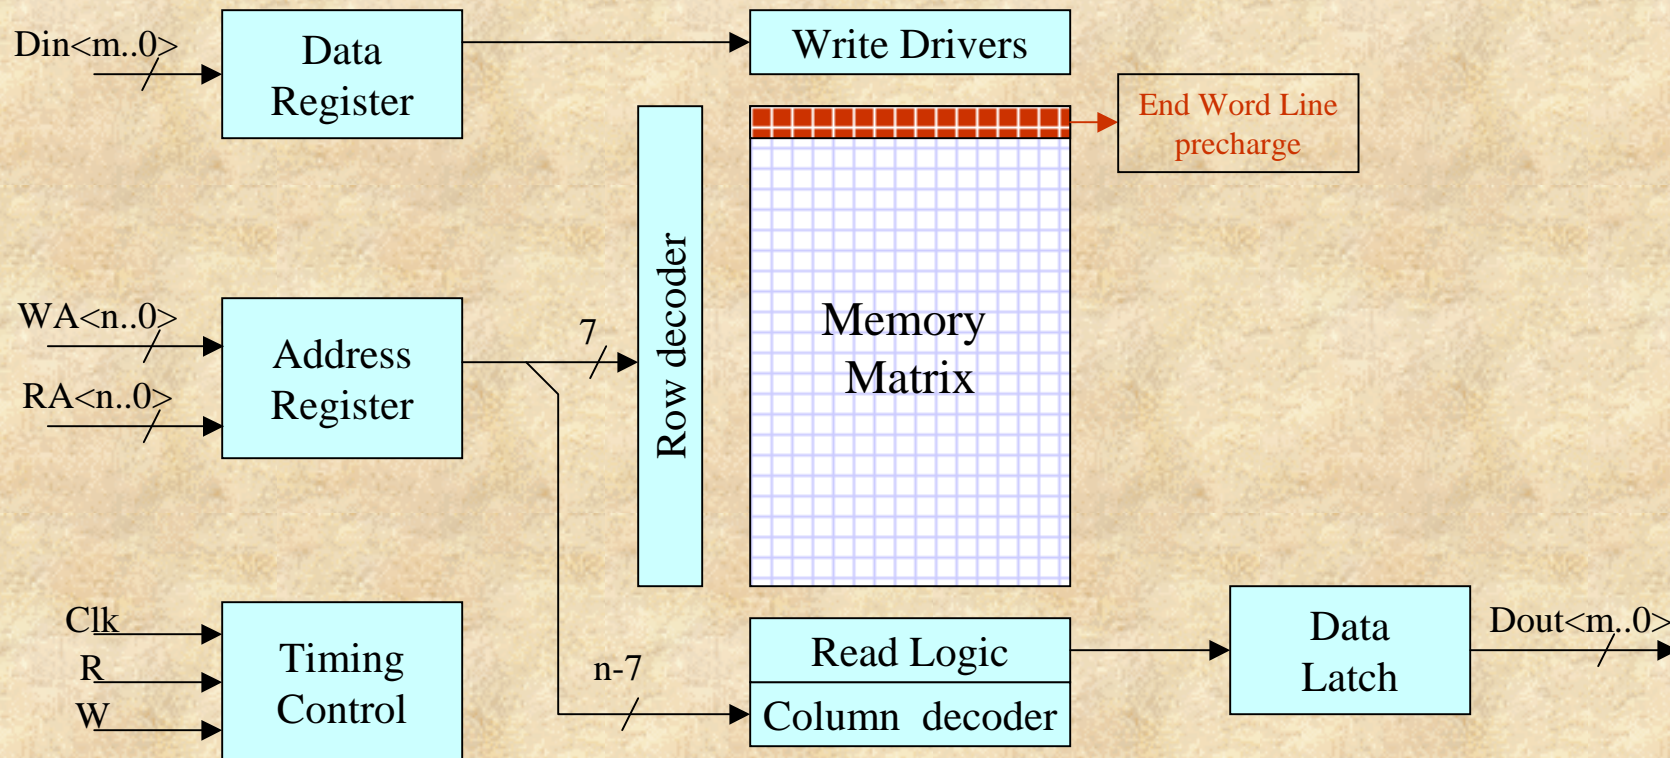 Din<m..0>
Data
Register
Write Drivers
End Word Line
precharge
WA<n..0>
RA<n..0>
Address
Register
7
Row decoder
Memory
Matrix
Clk
R
W
Timing
Control
n-7
Read Logic
Column decoder
Data
Latch
Dout<m..0>